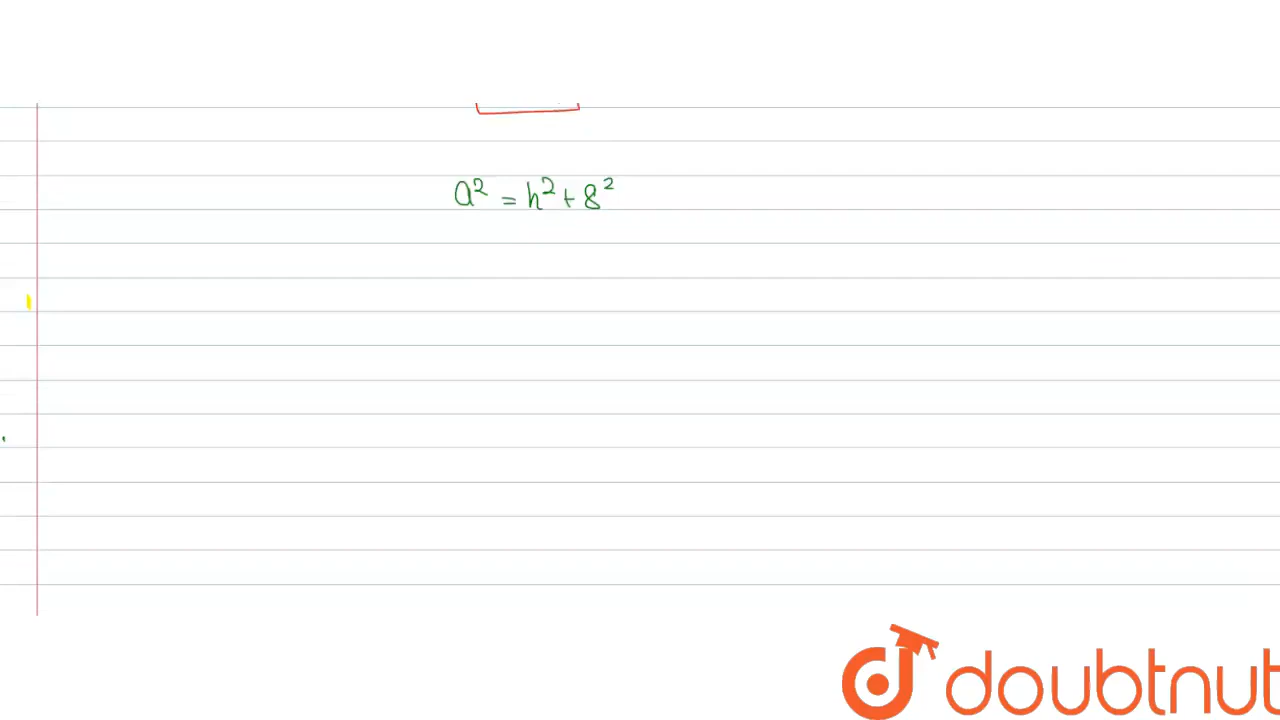 a² = h² + 8²
doubtnut